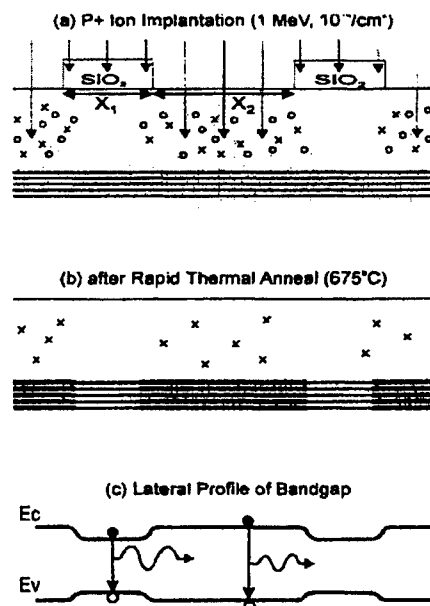 (a) P+ Ion Implantation (1 MeV, /cm²)
SiO₂ SiO₂
X₁ X₂
(b) after Rapid Thermal Anneal (675°C)
(c) Lateral Profile of Bandgap
Ec
Ev